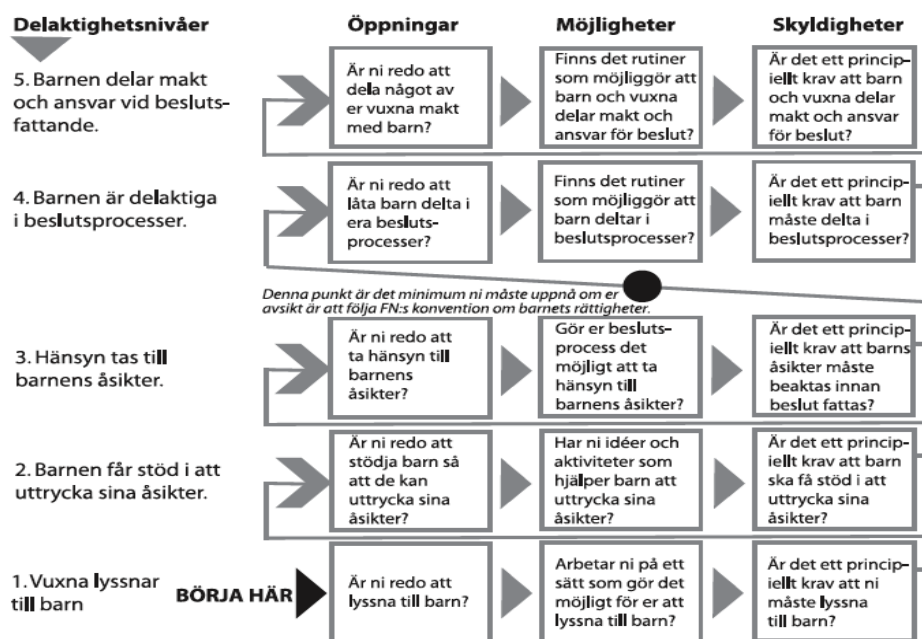 Delaktighetsnivåer
Öppningar
Möjligheter
Skyldigheter
5. Barnen delar makt
och ansvar vid besluts-
fattande.
Är ni redo att
dela något av
er vuxna makt
med barn?
Finns det rutiner
som möjliggör att
barn och vuxna
delar makt och
ansvar för beslut?
Är det ett princip-
iellt krav att barn
och vuxna delar
makt och ansvar
för beslut?
4. Barnen är delaktiga
i beslutsprocesser.
Är ni redo att
låta barn delta i
era besluts-
processer?
Finns det rutiner
som möjliggör att
barn deltar i
beslutsprocesser?
Är det ett princip-
iellt krav att barn
måste delta i
beslutsprocesser?
Denna punkt är det minimum ni måste uppnå om er
avsikt är att följa FN:s konvention om barnets rättigheter.
3. Hänsyn tas till
barnens åsikter.
Är ni redo att
ta hänsyn till
barnens
åsikter?
Gör er besluts-
process det
möjligt att ta
hänsyn till
barnens åsikter?
Är det ett princip-
iellt krav att barns
åsikter måste
beaktas innan
beslut fattas?
2. Barnen får stöd i att
uttrycka sina åsikter.
Är ni redo att
stödja barn så
att de kan
uttrycka sina
åsikter?
Har ni idéer och
aktiviteter som
hjälper barn att
uttrycka sina
åsikter?
Är det ett princip-
iellt krav att barn
ska få stöd i att
uttrycka sina
åsikter?
1. Vuxna lyssnar
till barn
BÖRJA HÄR
Är ni redo att
lyssna till barn?
Arbetar ni på ett
sätt som gör det
möjligt för er att
lyssna till barn?
Är det ett princip-
iellt krav att ni
måste lyssna
till barn?